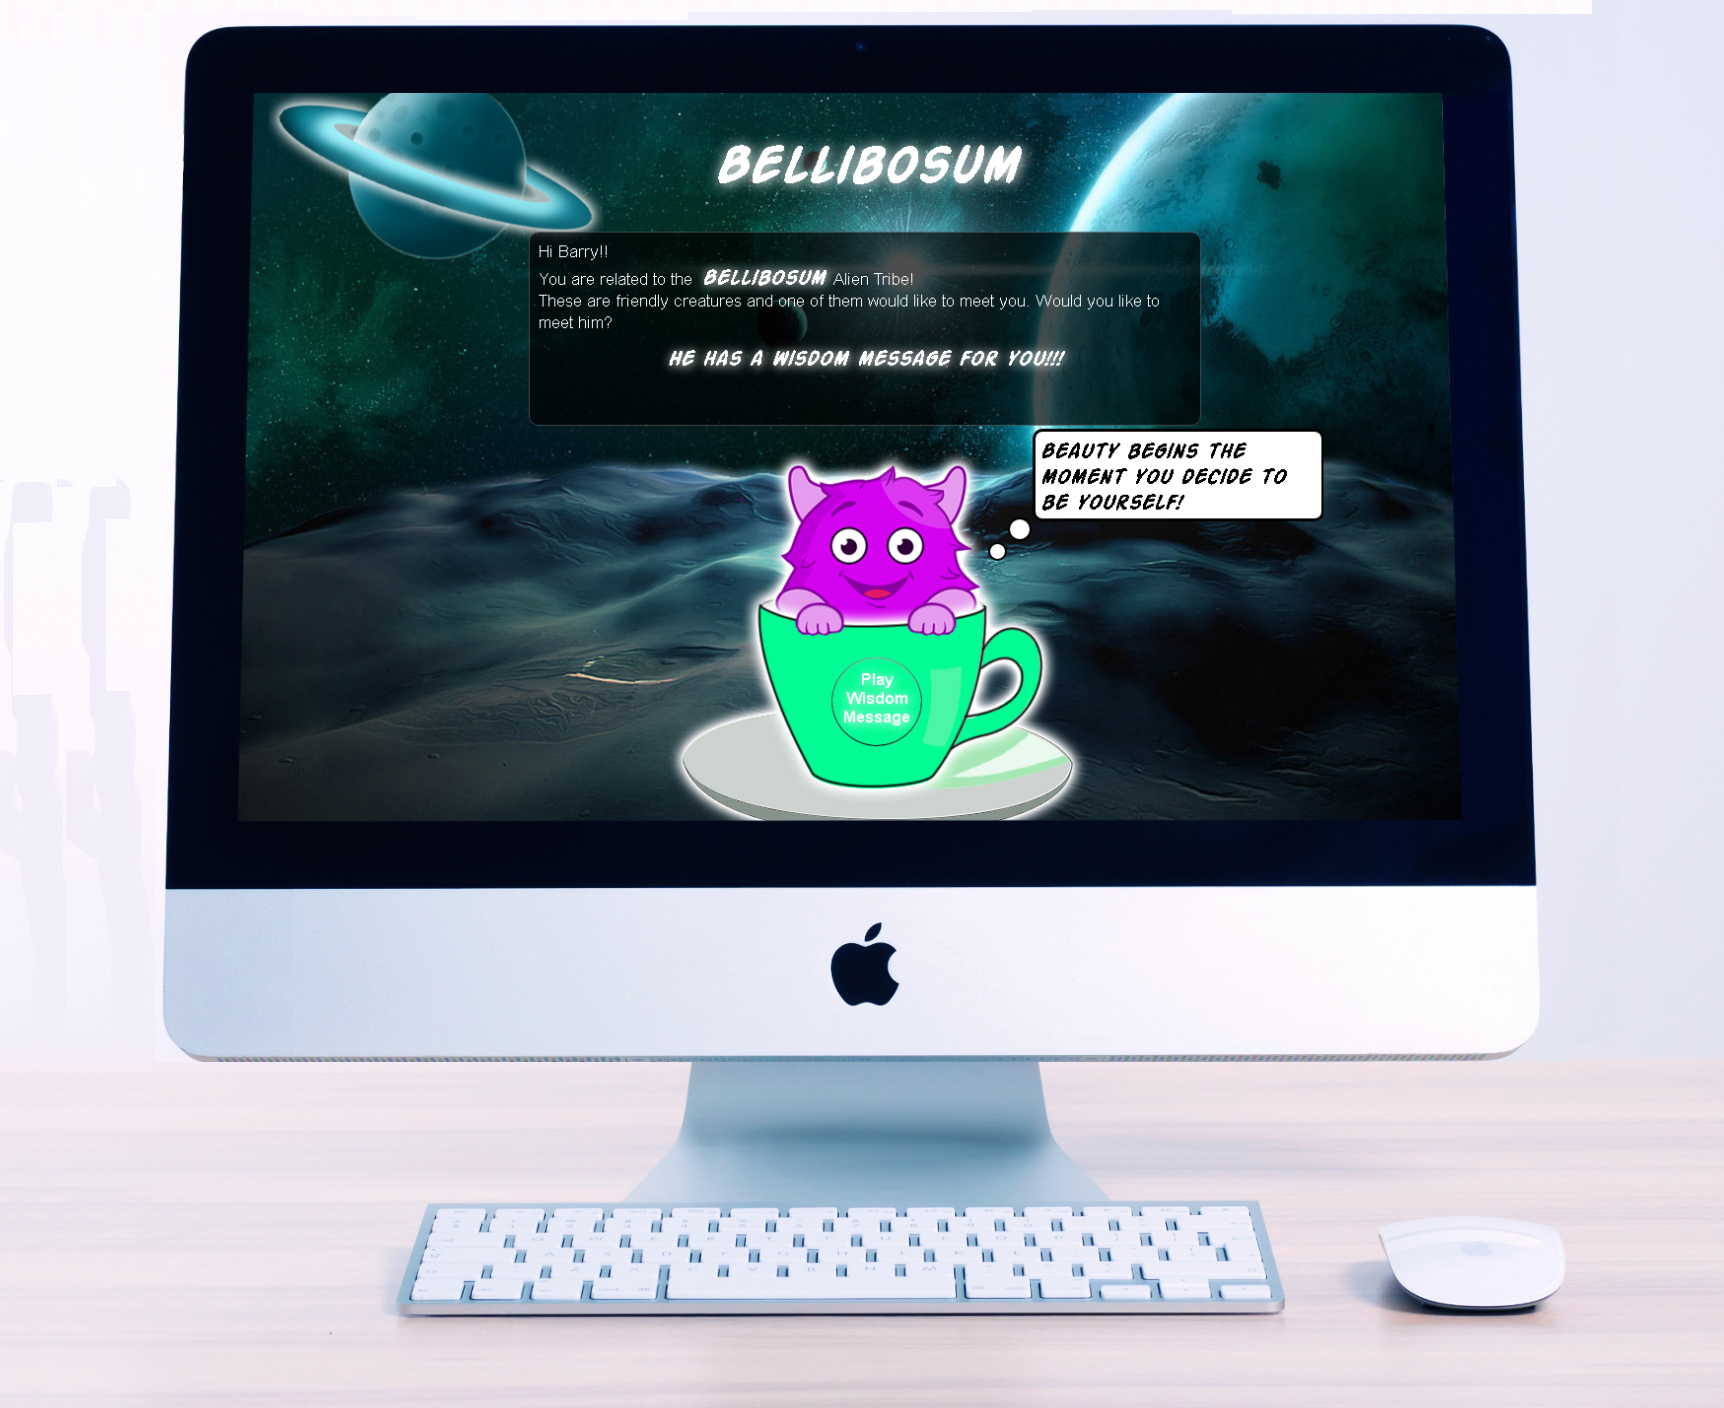 BELLIBOSUM
Hi Barry!!
You are related to the BELLIBOSUM Alien Tribe!
These are friendly creatures and one of them would like to meet you. Would you like to
meet him?
HE HAS A WISDOM MESSAGE FOR YOU!!!
BEAUTY BEGINS THE
MOMENT YOU DECIDE TO
BE YOURSELF!
Play
Wisdom
Message